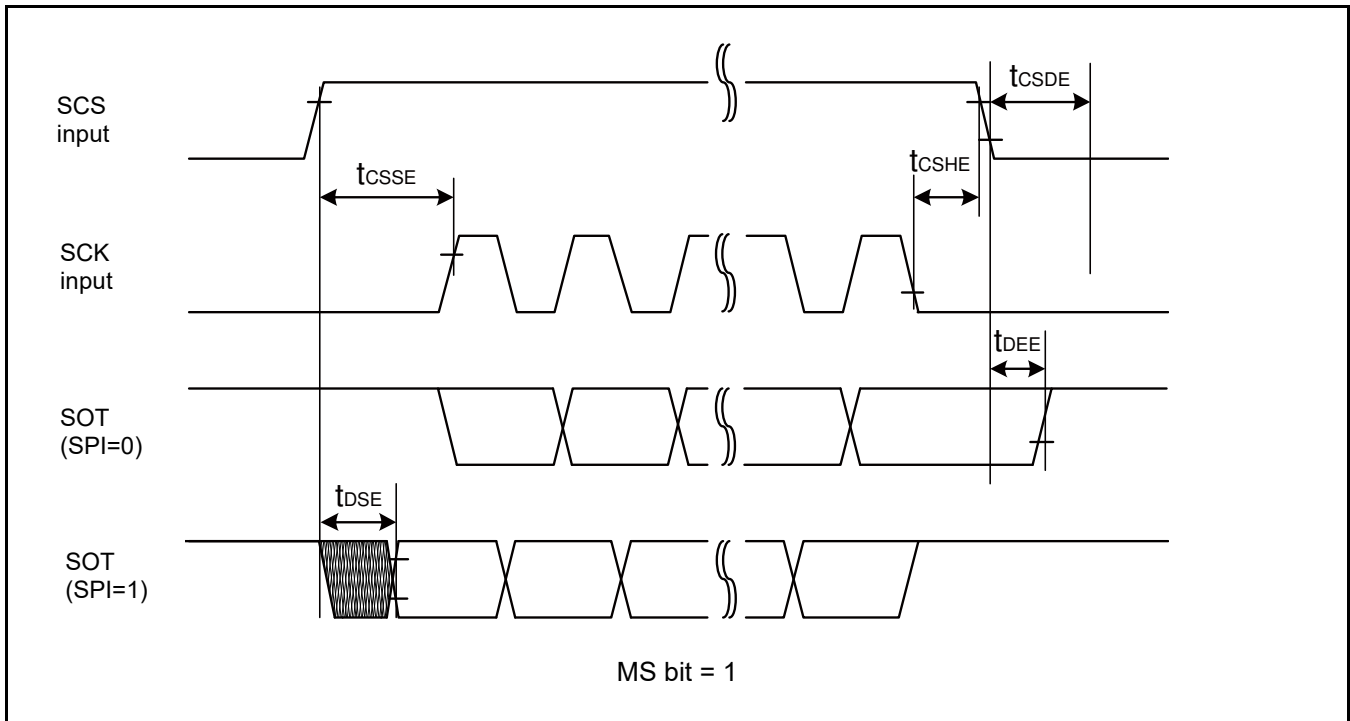 SCS
input
tCSDE
tCSHE
tCSSE
SCK
input
tDEE
SOT
(SPI=0)
tDSE
SOT
(SPI=1)
MS bit = 1